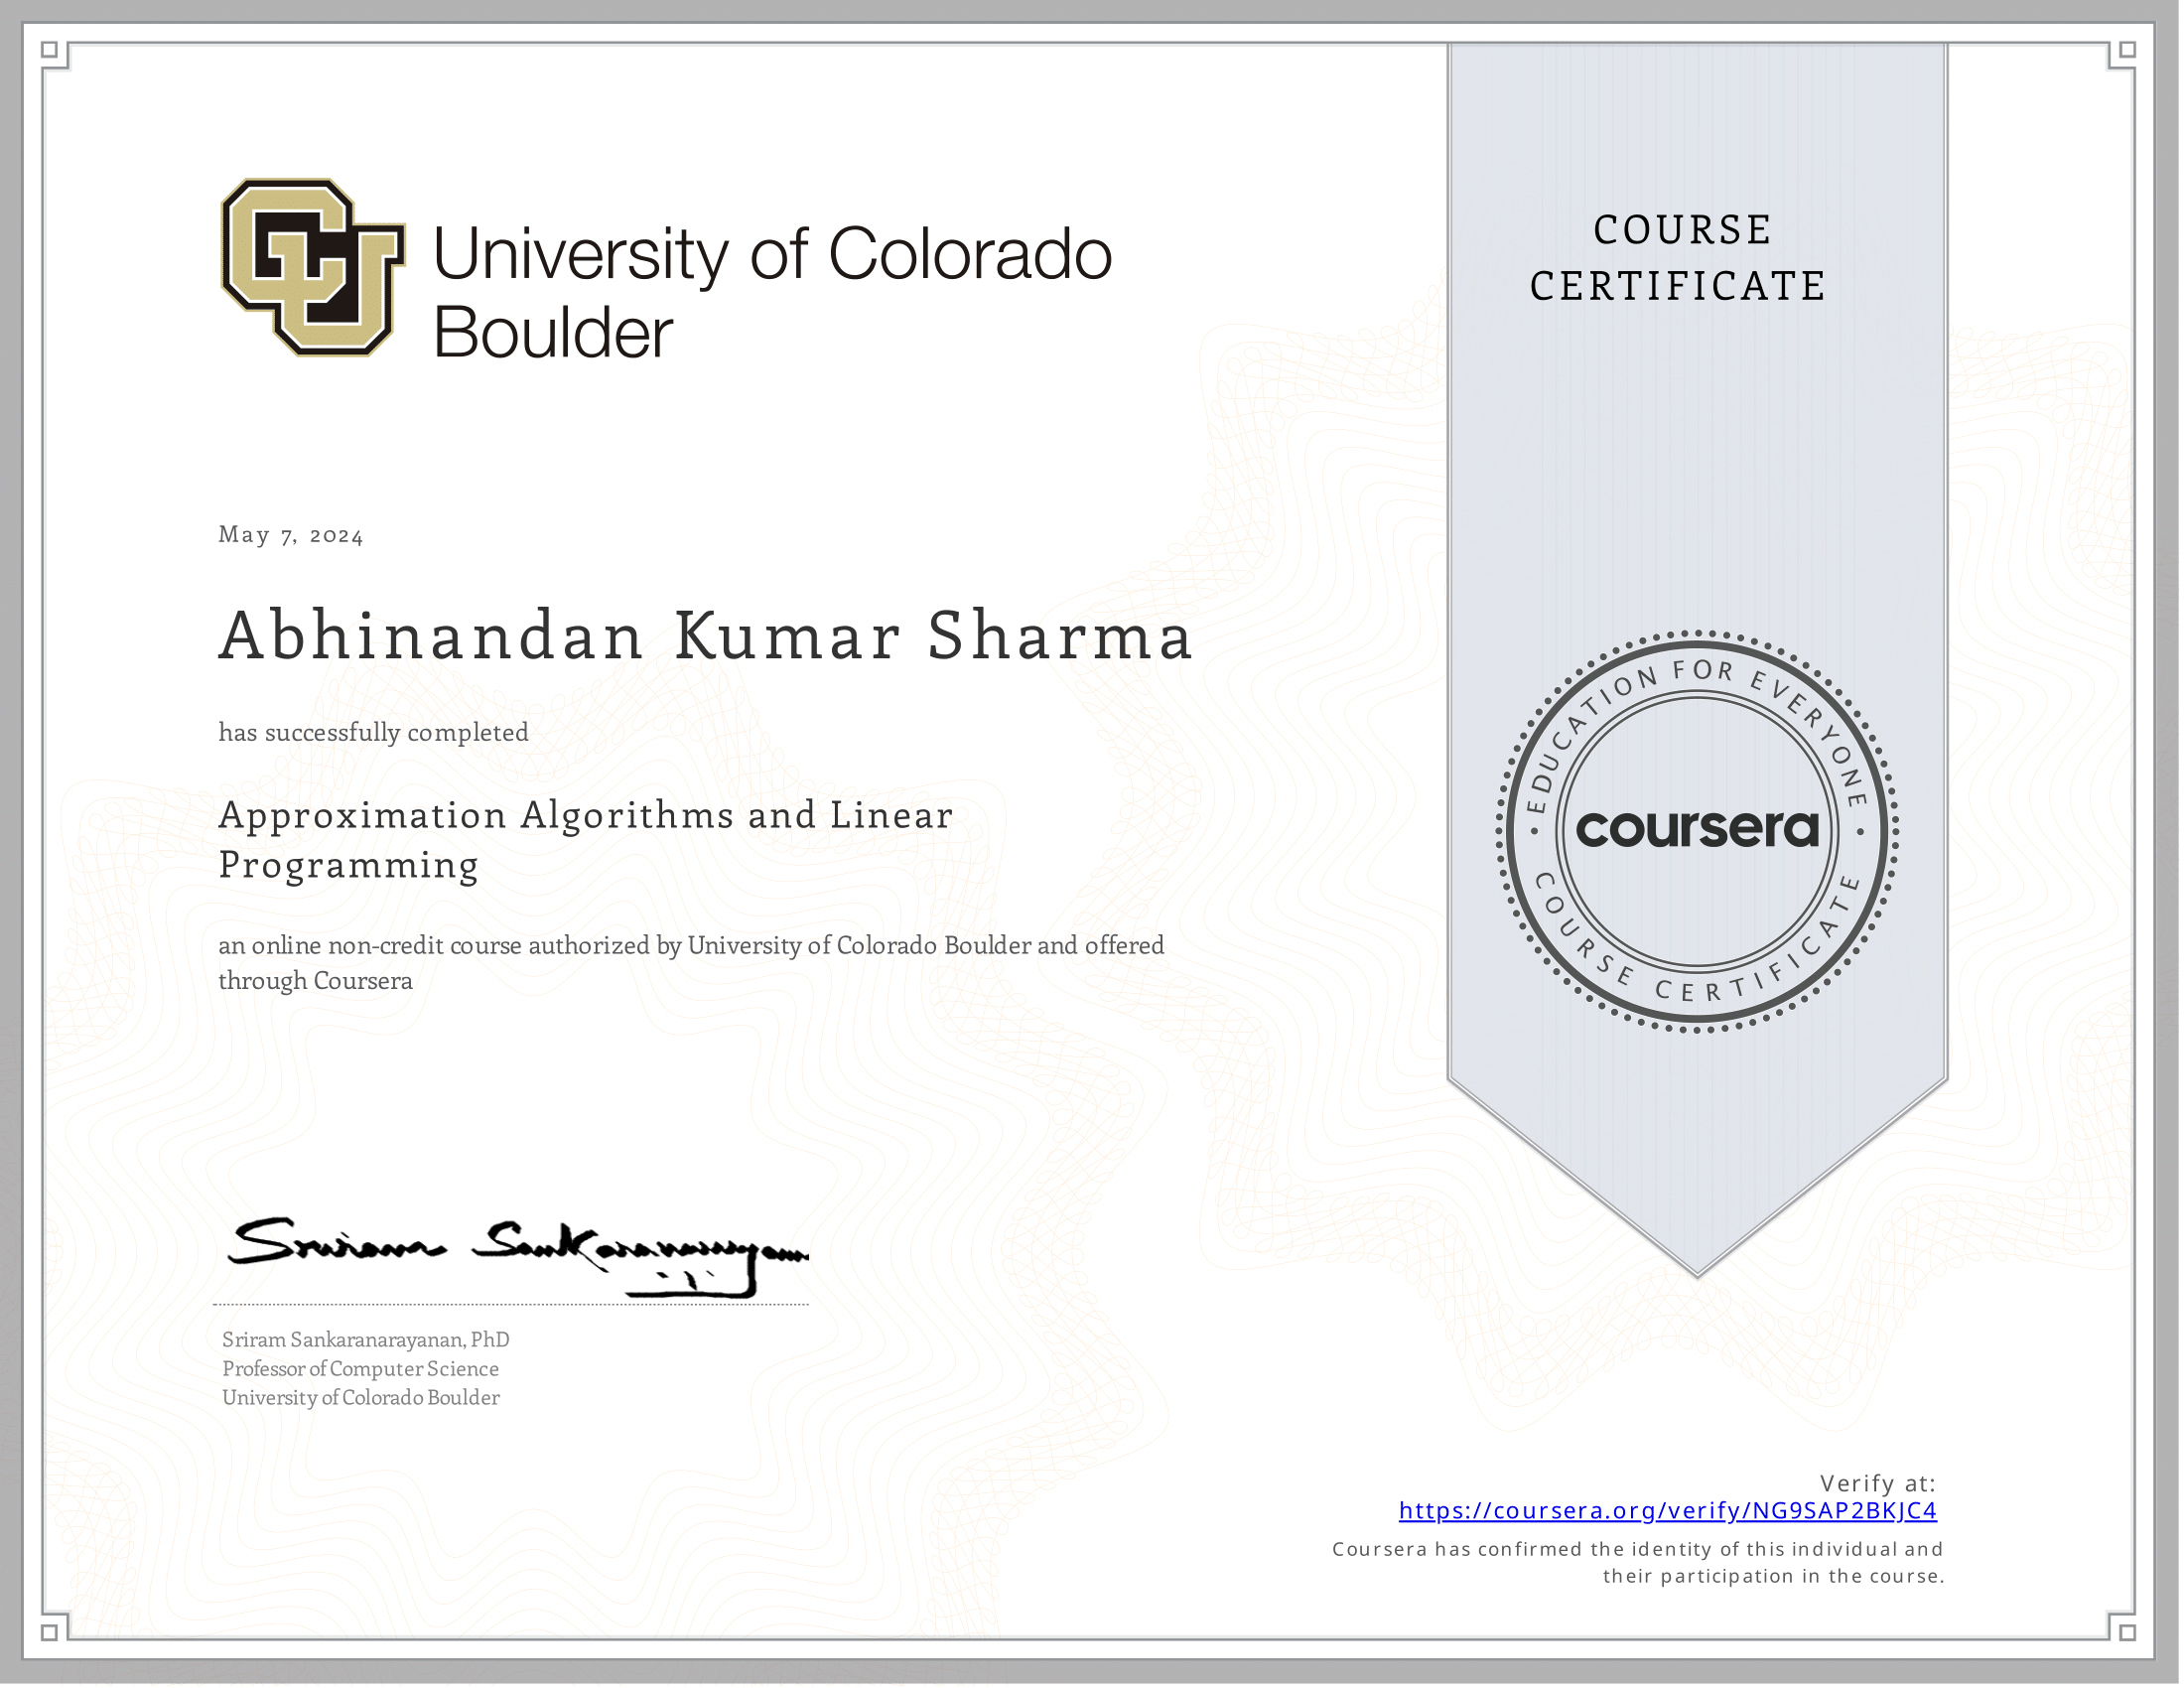 CU
University of Colorado
Boulder
COURSE
CERTIFICATE
May 7, 2024
Abhinandan Kumar Sharma
has successfully completed
Approximation Algorithms and Linear
Programming
an online non-credit course authorized by University of Colorado Boulder and offered
through Coursera
EDUCATION FOR EVERYONE
coursera
COURSE CERTIFICATE
Sriram Sankaranarayanan
Sriram Sankaranarayanan, PhD
Professor of Computer Science
University of Colorado Boulder
Verify at:
https://coursera.org/verify/NG9SAP2BKJC4
Coursera has confirmed the identity of this individual and
their participation in the course.